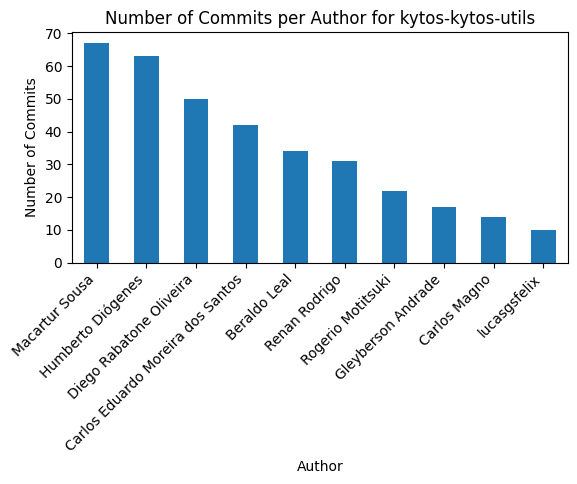 Number of Commits per Author for kytos-kytos-utils
Number of Commits
70
60
50
40
30
20
10
0
Macartur Sousa
Humberto Diógenes
Diego Rabatone Oliveira
Carlos Eduardo Moreira dos Santos
Beraldo Leal
Renan Rodrigo
Rogerio Motitsuki
Gleyberson Andrade
Carlos Magno
lucasgsfelix
Author